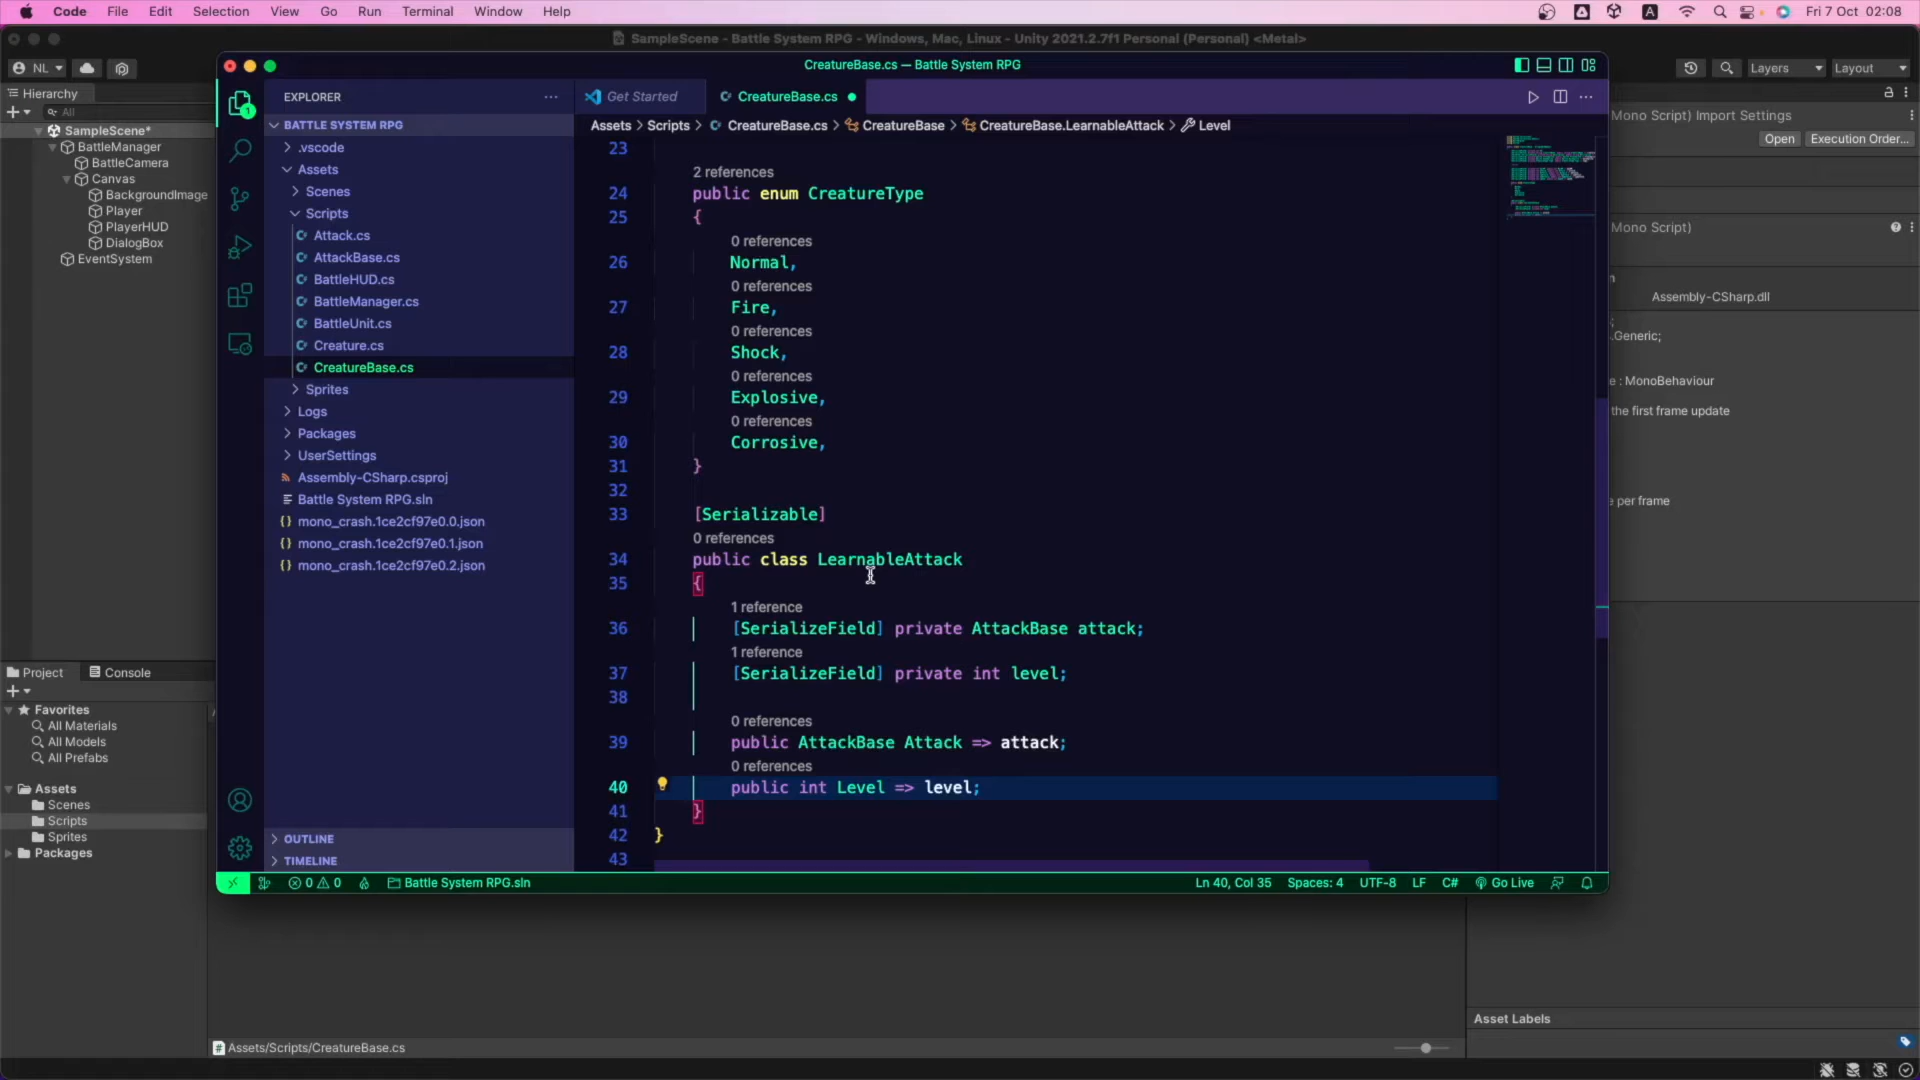 Code File Edit Selection View Go Run Terminal Window Help
A Fri 7 Oct 02:08
SampleScene - Battle System RPG - Windows, Mac, Linux - Unity 2021.2.7f1 Personal (Personal) <Metal>
NL
Layers Layout
Hierarchy
All
SampleScene*
BattleManager
BattleCamera
Canvas
BackgroundImage
Player
PlayerHUD
DialogBox
EventSystem
Project Console
Favorites
All Materials
All Models
All Prefabs
Assets
Scenes
Scripts
Sprites
Packages
CreatureBase.cs — Battle System RPG
EXPLORER
BATTLE SYSTEM RPG
.vscode
Assets
Scenes
Scripts
Attack.cs
AttackBase.cs
BattleHUD.cs
BattleManager.cs
BattleUnit.cs
Creature.cs
CreatureBase.cs
Sprites
Logs
Packages
UserSettings
Assembly-CSharp.csproj
Battle System RPG.sln
mono_crash.1ce2cf97e0.0.json
mono_crash.1ce2cf97e0.1.json
mono_crash.1ce2cf97e0.2.json
OUTLINE
TIMELINE
Get Started CreatureBase.cs
Assets > Scripts > CreatureBase.cs > CreatureBase > CreatureBase.LearnableAttack > Level
23
2 references
24 public enum CreatureType
25 {
0 references
26 Normal,
0 references
27 Fire,
0 references
28 Shock,
0 references
29 Explosive,
0 references
30 Corrosive,
31 }
32
33 [Serializable]
0 references
34 public class LearnableAttack
35 {
1 reference
36 [SerializeField] private AttackBase attack;
1 reference
37 [SerializeField] private int level;
38
0 references
39 public AttackBase Attack => attack;
0 references
40 public int Level => level;
41 }
42 }
43
0 0 Battle System RPG.sln Ln 40, Col 35 Spaces: 4 UTF-8 LF C# Go Live
Mono Script) Import Settings
Open Execution Order...
Mono Script)
n
Assembly-CSharp.dll
;
.Generic;
e : MonoBehaviour
the first frame update
e per frame
Asset Labels
Assets/Scripts/CreatureBase.cs